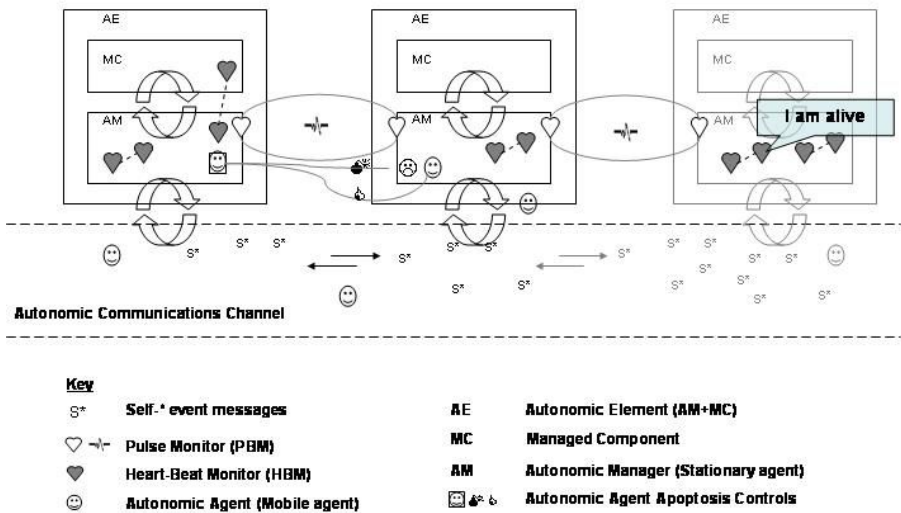 AE
AE
AE
MC
MC
MC
AM
AM
AM
I am alive
S* S* S*
S* S*
S* S* S*
S*
S*
S*
S* S*
S*
S* S*
S* S*
S*
S*
Autonomic Communications Channel
Key
S* Self-* event messages
Pulse Monitor (PBM)
Heart-Beat Monitor (HBM)
Autonomic Agent (Mobile agent)
AE Autonomic Element (AM+MC)
MC Managed Component
AM Autonomic Manager (Stationary agent)
Autonomic Agent Apoptosis Controls